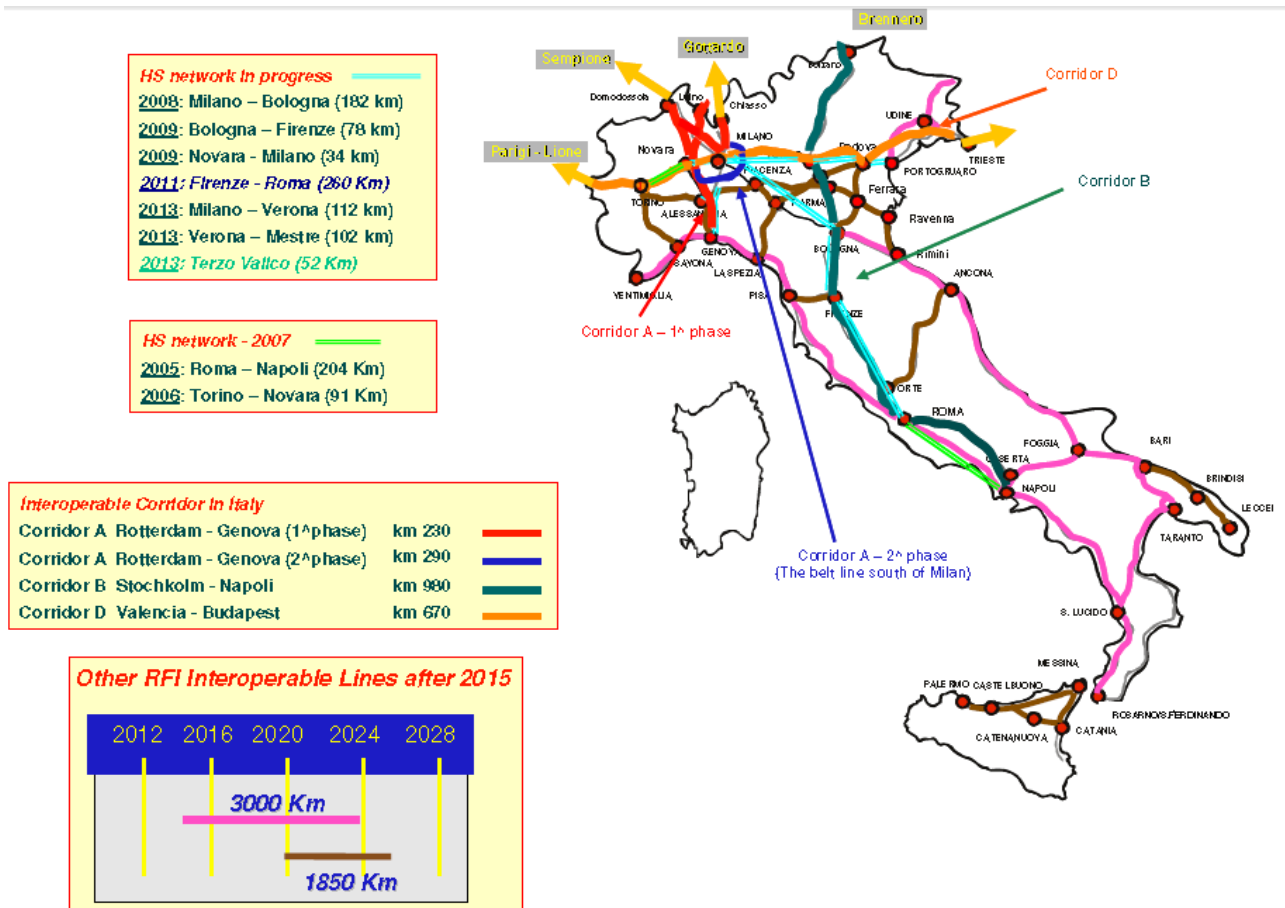 HS network in progress
2008: Milano – Bologna (182 km)
2009: Bologna – Firenze (78 km)
2009: Novara - Milano (34 km)
2011: Firenze - Roma (260 Km)
2013: Milano – Verona (112 km)
2013: Verona – Mestre (102 km)
2013: Terzo Valico (52 Km)
HS network - 2007
2005: Roma – Napoli (204 Km)
2006: Torino – Novara (91 Km)
Interoperable Corridor in Italy
Corridor A Rotterdam - Genova (1^phase) km 230
Corridor A Rotterdam - Genova (2^phase) km 290
Corridor B Stochkolm - Napoli km 980
Corridor D Valencia - Budapest km 670
Other RFI Interoperable Lines after 2015
2012 2016 2020 2024 2028
3000 Km
1850 Km
Brennero
Gottardo
Sempione
Parigi - Lione
Corridor D
Corridor B
Corridor A – 1^ phase
Corridor A – 2^ phase
(The belt line south of Milan)
Bolzano
Domodossola
Chiasso
MILANO
UDINE
Novara
Padova
TRIESTE
PIACENZA
PORTOGRUARO
TORINO
PARMA
Ferrara
ALESSANDRIA
Ravenna
GENOVA
BOLOGNA
Rimini
SAVONA
LA SPEZIA
ANCONA
VENTIMIGLIA
PISA
FIRENZE
ORTE
ROMA
FOGGIA
BARI
CASERTA
BRINDISI
NAPOLI
LECCEI
TARANTO
S. LUCIDO
MESSINA
PALERMO
CASTELBUONO
ROSARNO/S.FERDINANDO
CATENANUOVA
CATANIA